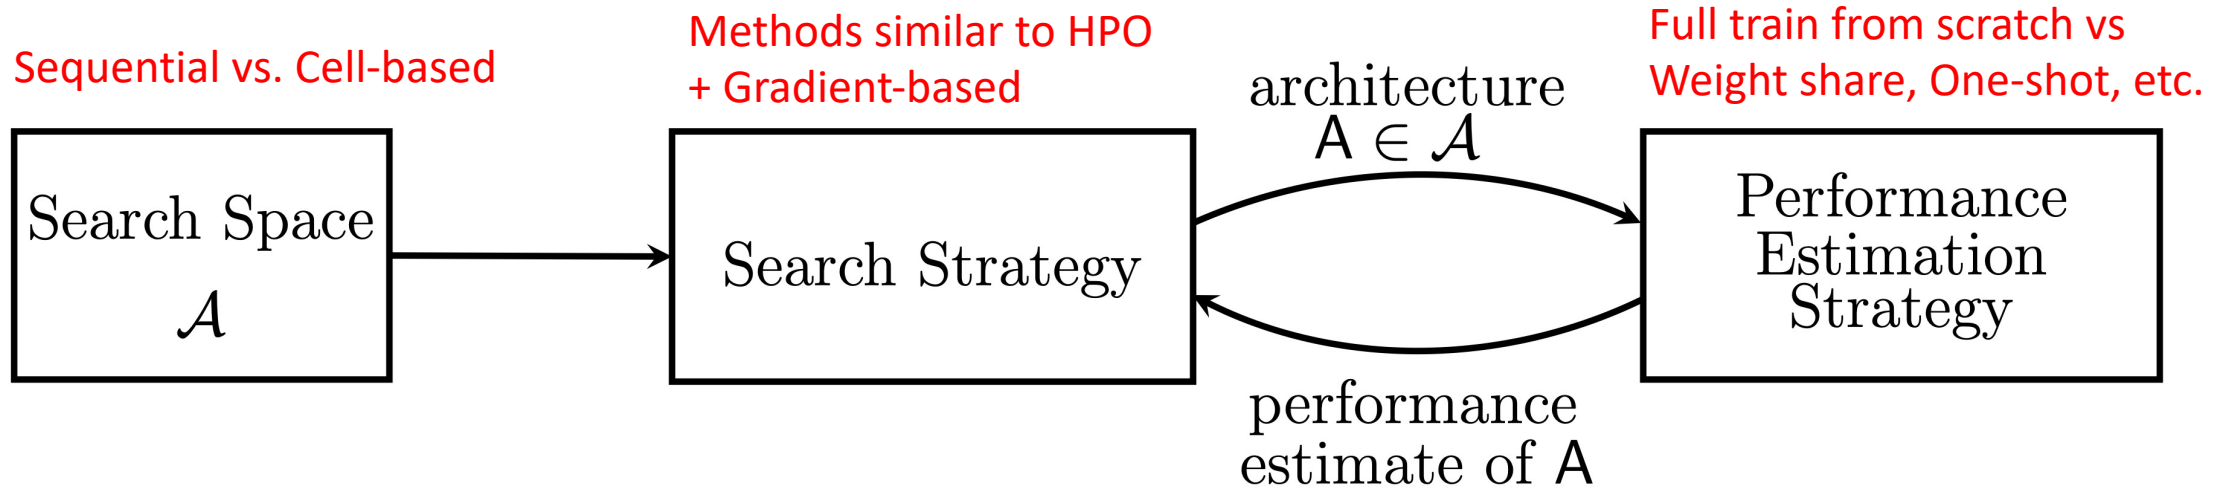 Sequential vs. Cell-based
Methods similar to HPO
+ Gradient-based
Full train from scratch vs
Weight share, One-shot, etc.
Search Space
𝒜
Search Strategy
architecture
A ∈ 𝒜
performance
estimate of A
Performance
Estimation
Strategy